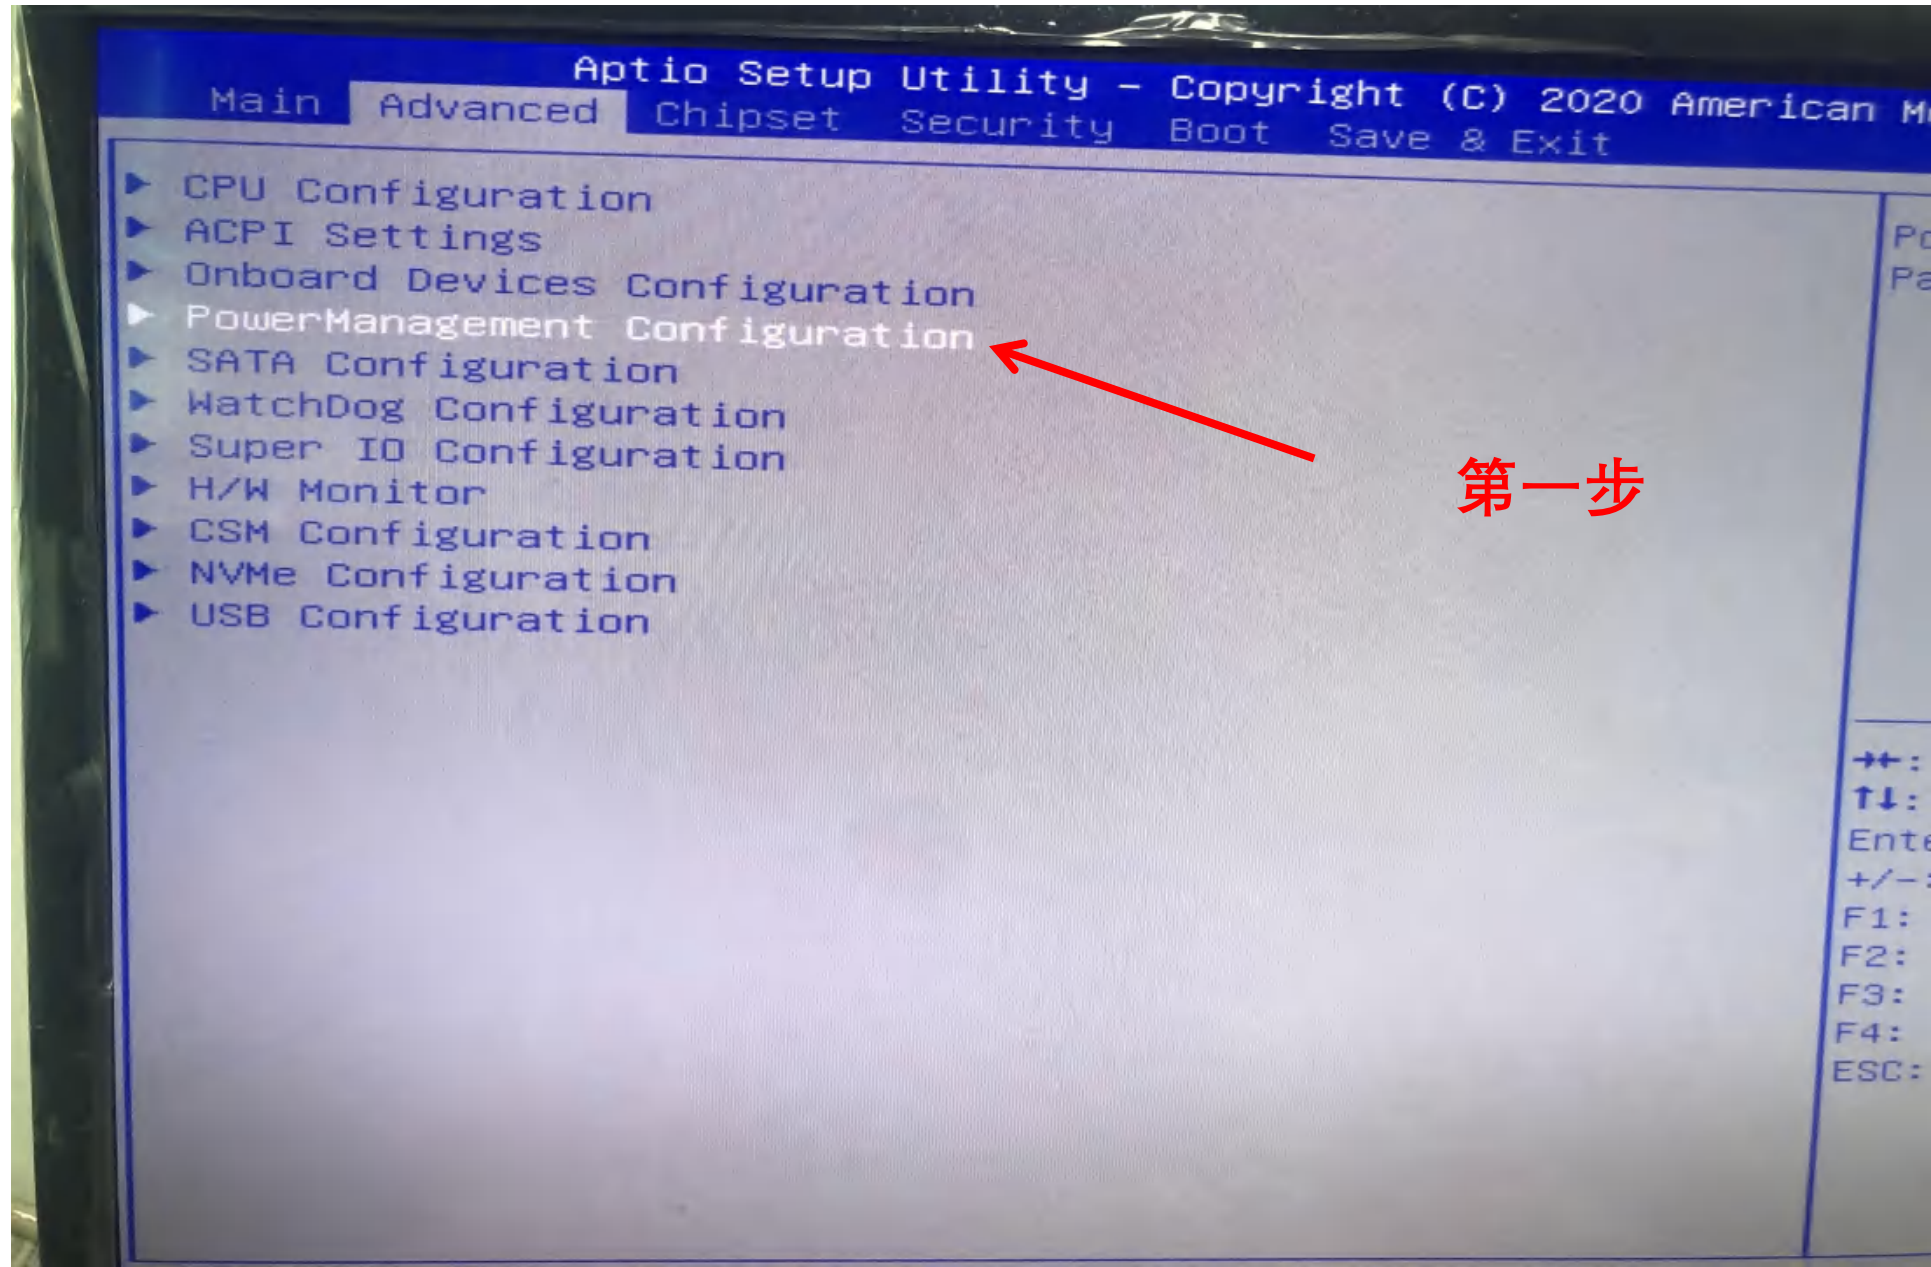 Aptio Setup Utility - Copyright (C) 2020 American
Main Advanced Chipset Security Boot Save & Exit
CPU Configuration
ACPI Settings
Onboard Devices Configuration
PowerManagement Configuration
SATA Configuration
WatchDog Configuration
Super IO Configuration
H/W Monitor
CSM Configuration
NVMe Configuration
USB Configuration
第一步
→←:
↑↓:
+/-:
F1:
F2:
F3:
F4:
ESC: